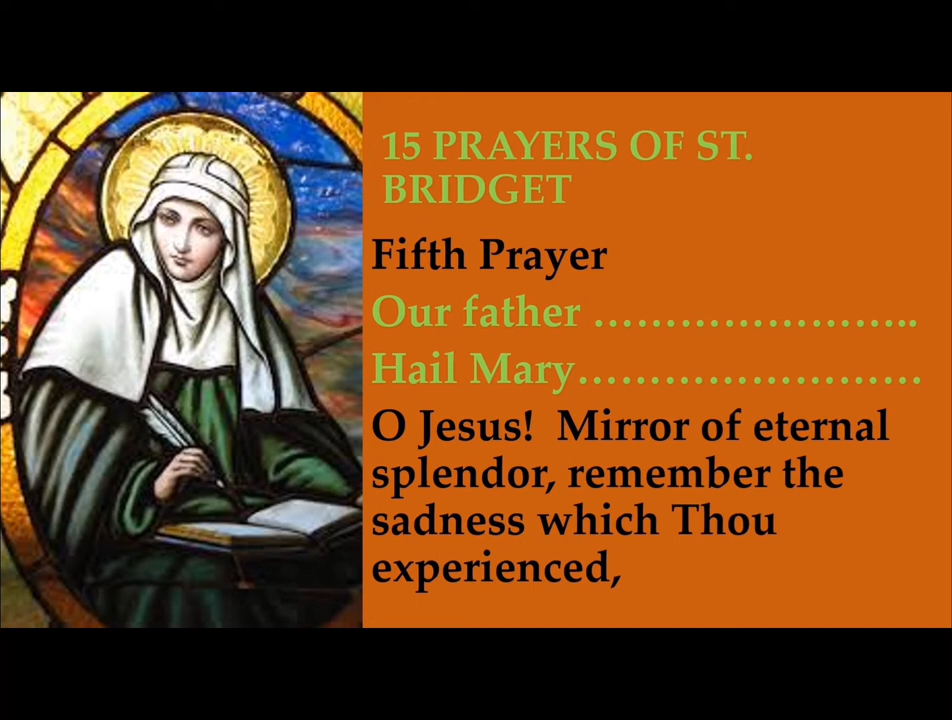 15 PRAYERS OF ST.
BRIDGET
Fifth Prayer
Our father ……………………..
Hail Mary……………………
O Jesus!  Mirror of eternal
splendor, remember the
sadness which Thou
experienced,